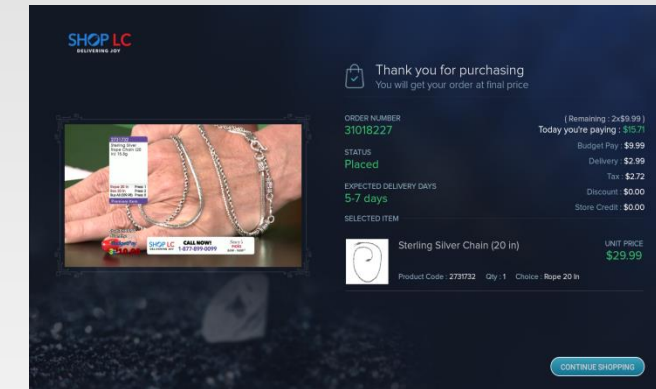 SHOP LC
DELIVERING JOY
Thank you for purchasing
You will get your order at final price
ORDER NUMBER
31018227
STATUS
Placed
EXPECTED DELIVERY DAYS
5-7 days
(Remaining : 2x$9.99 )
Today you're paying : $15.71
Budget Pay : $9.99
Delivery : $2.99
Tax : $2.72
Discount : $0.00
Store Credit : $0.00
SELECTED ITEM
Sterling Silver Chain (20 in)
UNIT PRICE
$29.99
Product Code : 2731732 Qty : 1 Choice : Rope 20 In
Sterling Silver
SHOP LC
CALL NOW!
1-877-899-0099
CONTINUE SHOPPING